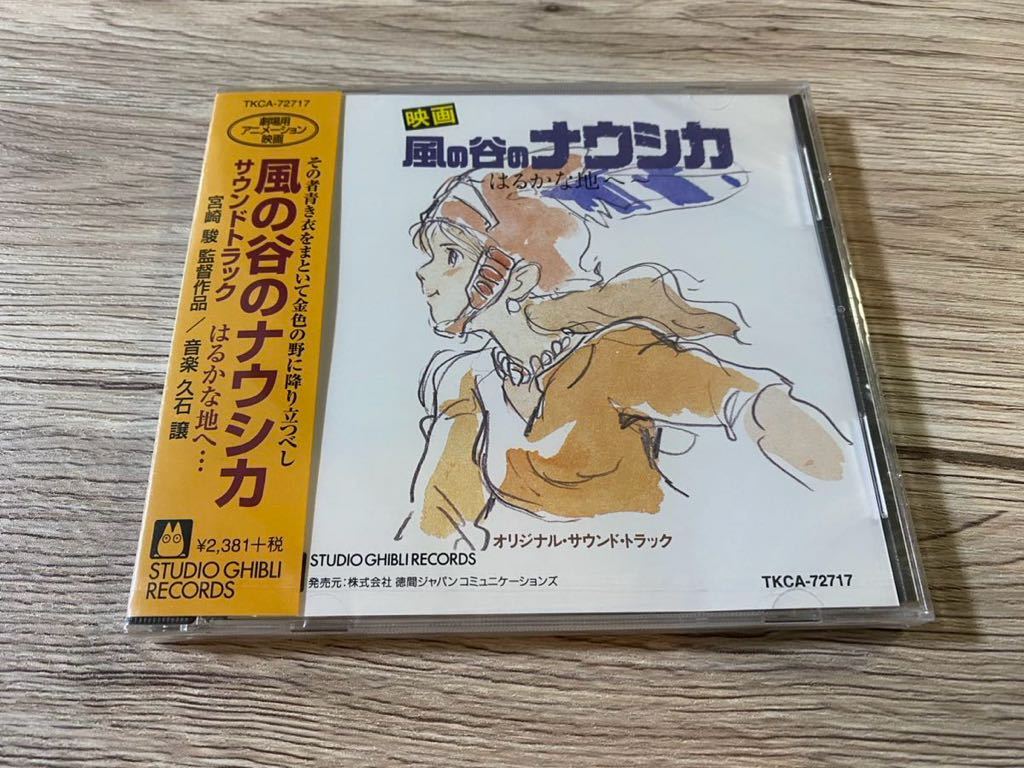 TKCA-72717
劇場用
アニメーション
映画
その者青き衣をまといて金色の野に降り立つべし
風の谷のナウシカ
サウンドトラック はるかな地へ…
宮崎 駿 監督作品／音楽 久石 譲
¥2,381+税
STUDIO GHIBLI
RECORDS
映画
風の谷のナウシカ
～はるかな地へ～
オリジナル・サウンド・トラック
STUDIO GHIBLI RECORDS
発売元：株式会社 徳間ジャパンコミュニケーションズ
TKCA-72717